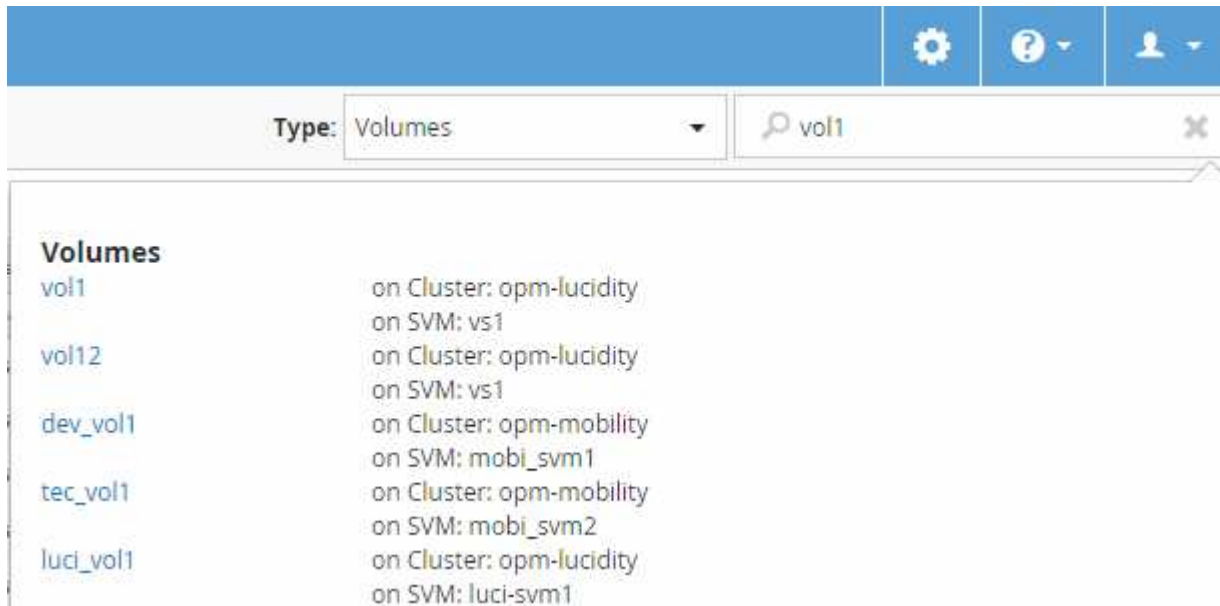 Type: Volumes vol1
Volumes
vol1 on Cluster: opm-lucidity
on SVM: vs1
vol12 on Cluster: opm-lucidity
on SVM: vs1
dev_vol1 on Cluster: opm-mobility
on SVM: mobi_svm1
tec_vol1 on Cluster: opm-mobility
on SVM: mobi_svm2
luci_vol1 on Cluster: opm-lucidity
on SVM: luci-svm1